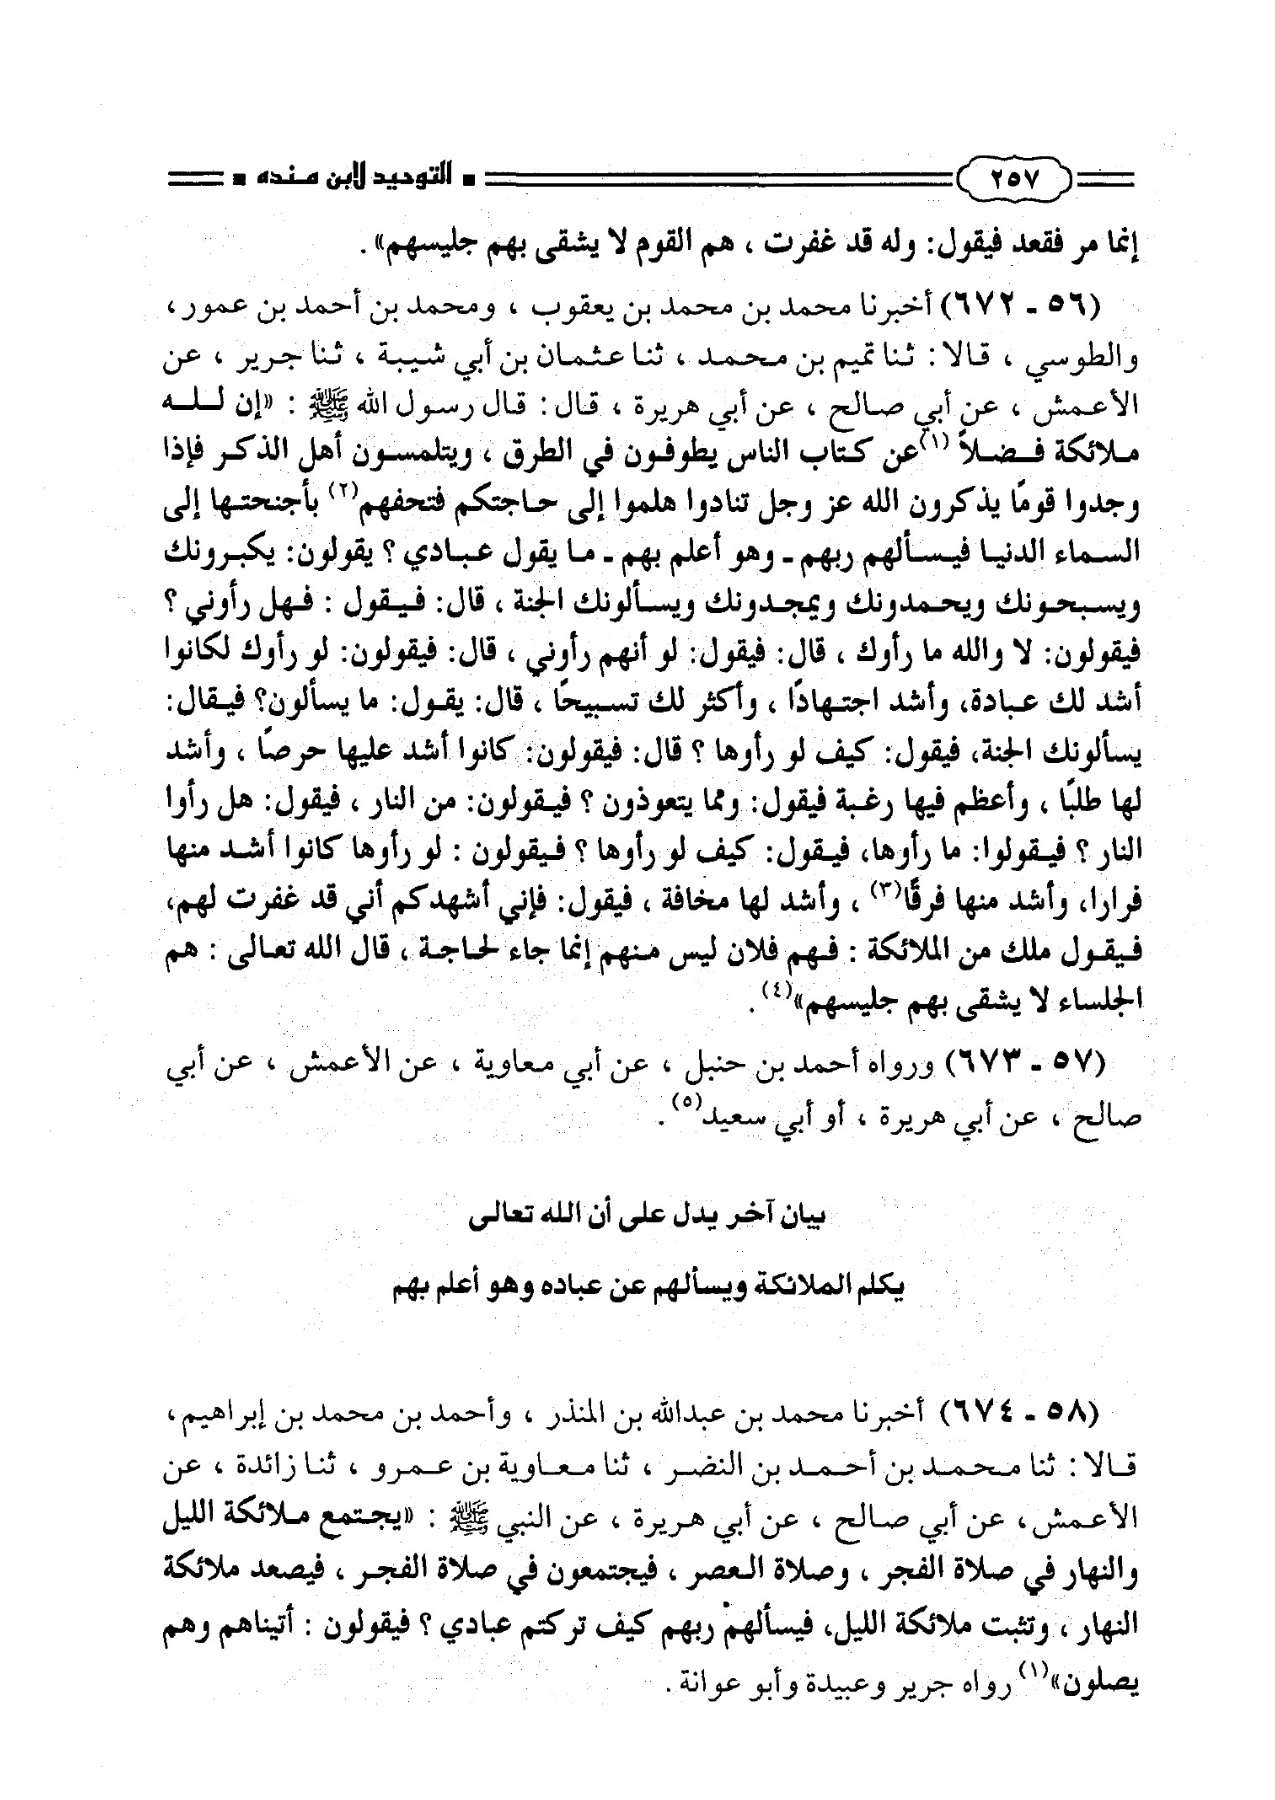 ٢٥٧ ▪ التوحيد لابن منده ▪
إنما مر فقعد فيقول: وله قد غفرت ، هم القوم لا يشقى بهم جليسهم» .
(٥٦ ـ ٦٧٢) أخبرنا محمد بن محمد بن يعقوب ، ومحمد بن أحمد بن عمور،
والطوسي ، قالا : ثنا تميم بن محمد ، ثنا عثمان بن أبي شيبة ، ثنا جرير ، عن
الأعمش ، عن أبي صالح ، عن أبي هريرة ، قال : قال رسول الله ﷺ : «إن لله
ملائكة فضلاً (١) عن كتاب الناس يطوفون في الطرق ، ويتلمسون أهل الذكر فإذا
وجدوا قومًا يذكرون الله عز وجل تنادوا هلموا إلى حاجتكم فتحفهم(٢) بأجنحتها إلى
السماء الدنيا فيسألهم ربهم ـ وهو أعلم بهم ـ ما يقول عبادي ؟ يقولون: يكبرونك
ويسبحونك ويحمدونك ويمجدونك ويسألونك الجنة ، قال: فيقول : فهل رأوني ؟
فيقولون: لا والله ما رأوك ، قال: فيقول: لو أنهم رأوني ، قال: فيقولون: لو رأوك لكانوا
أشد لك عبادة، وأشد اجتهادًا ، وأكثر لك تسبيحًا ، قال: يقول: ما يسألون؟ فيقال:
يسألونك الجنة، فيقول: كيف لو رأوها ؟ قال: فيقولون: كانوا أشد عليها حرصًا ، وأشد
لها طلبًا ، وأعظم فيها رغبة فيقول: ومما يتعوذون ؟ فيقولون: من النار ، فيقول: هل رأوا
النار ؟ فيقولوا: ما رأوها، فيقول: كيف لو رأوها ؟ فيقولون : لو رأوها كانوا أشد منها
فرارا، وأشد منها فرقًا(٣) ، وأشد لها مخافة ، فيقول: فإني أشهدكم أني قد غفرت لهم،
فيقول ملك من الملائكة : فهم فلان ليس منهم إنما جاء لحاجة ، قال الله تعالى : هم
الجلساء لا يشقى بهم جليسهم»(٤) .
(٥٧ ـ ٦٧٣) ورواه أحمد بن حنبل ، عن أبي معاوية ، عن الأعمش ، عن أبي
صالح ، عن أبي هريرة ، أو أبي سعيد(٥) .
بيان آخر يدل على أن الله تعالى
يكلم الملائكة ويسألهم عن عباده وهو أعلم بهم
(٥٨ ـ ٦٧٤) أخبرنا محمد بن عبدالله بن المنذر ، وأحمد بن محمد بن إبراهيم،
قالا : ثنا محمد بن أحمد بن النضر ، ثنا معاوية بن عمرو ، ثنا زائدة ، عن
الأعمش، عن أبي صالح ، عن أبي هريرة ، عن النبي ﷺ : «يجتمع ملائكة الليل
والنهار في صلاة الفجر ، وصلاة العصر ، فيجتمعون في صلاة الفجر ، فيصعد ملائكة
النهار ، وتثبت ملائكة الليل، فيسألهم ربهم كيف تركتم عبادي ؟ فيقولون : أتيناهم وهم
يصلون»(١) رواه جرير وعبيدة وأبو عوانة .